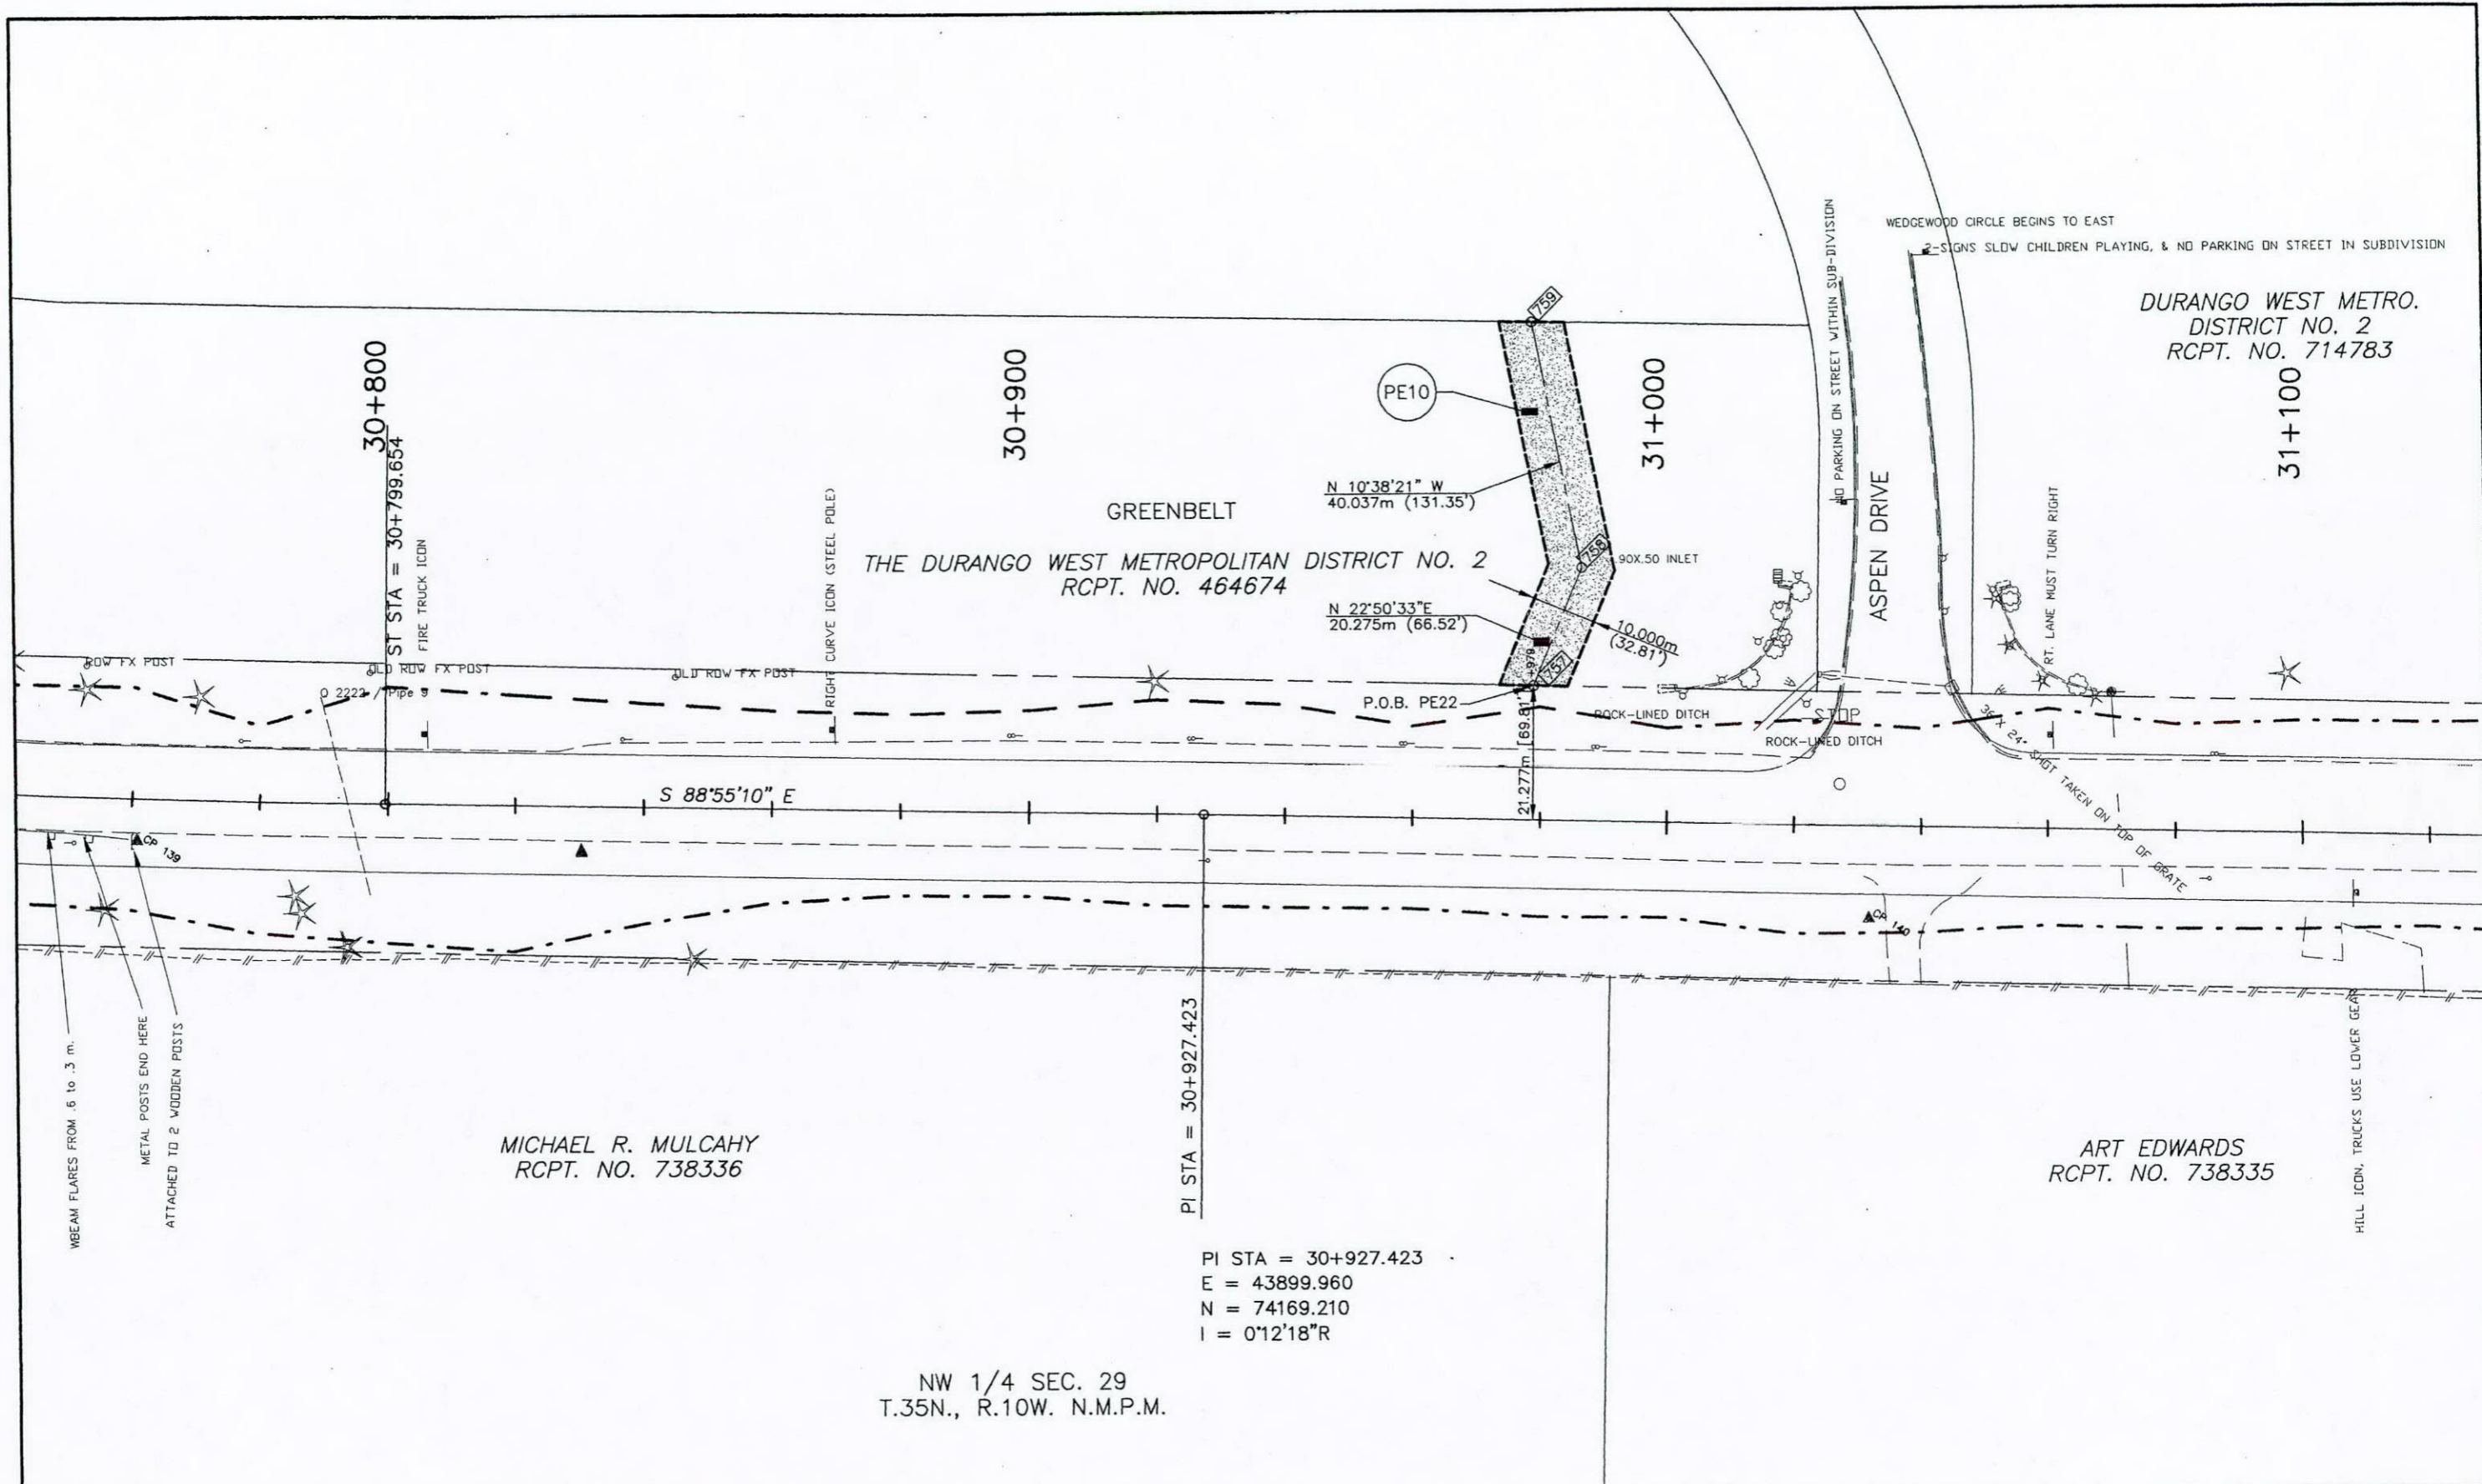 WEDGEWOOD CIRCLE BEGINS TO EAST
2-SIGNS SLOW CHILDREN PLAYING, & NO PARKING ON STREET IN SUBDIVISION
DURANGO WEST METRO.
DISTRICT NO. 2
RCPT. NO. 714783
NO PARKING ON STREET WITHIN SUB-DIVISION
759
30+800
30+900
31+000
31+100
PE10
ST STA = 30+799.654
FIRE TRUCK ICON
RIGHT CURVE ICON (STEEL POLE)
N 10°38'21" W
40.037m (131.35')
GREENBELT
THE DURANGO WEST METROPOLITAN DISTRICT NO. 2
RCPT. NO. 464674
758
.90X.50 INLET
ASPEN DRIVE
RT. LANE MUST TURN RIGHT
N 22°50'33"E
20.275m (66.52')
10.000m
(32.81')
757
ROW FX POST
OLD ROW FX POST
OLD ROW FX POST
2222 / Pipe 9
P.O.B. PE22
ROCK-LINED DITCH
STOP
ROCK-LINED DITCH
36 X 24" SHOT TAKEN ON TOP OF GRATE
21.277m [69.81']
S 88°55'10" E
CP 139
CP 140
WBEAM FLARES FROM .6 to .3 m.
METAL POSTS END HERE
ATTACHED TO 2 WOODEN POSTS
PI STA = 30+927.423
HILL ICON, TRUCKS USE LOWER GEAR
MICHAEL R. MULCAHY
RCPT. NO. 738336
ART EDWARDS
RCPT. NO. 738335
PI STA = 30+927.423
E = 43899.960
N = 74169.210
I = 0°12'18"R
NW 1/4 SEC. 29
T.35N., R.10W. N.M.P.M.